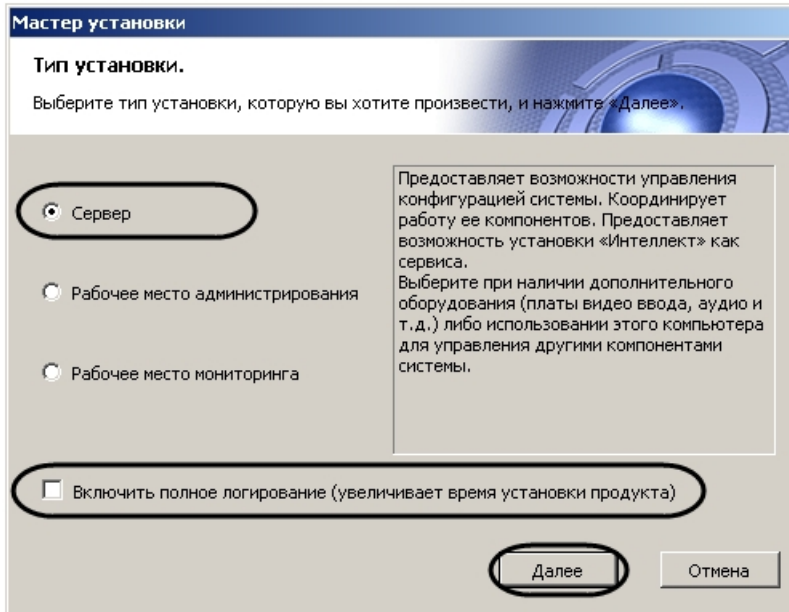 Мастер установки
Тип установки.
Выберите тип установки, которую вы хотите произвести, и нажмите «Далее».
Сервер
Рабочее место администрирования
Рабочее место мониторинга
Предоставляет возможности управления
конфигурацией системы. Координирует
работу ее компонентов. Предоставляет
возможность установки «Интеллект» как
сервиса.
Выберите при наличии дополнительного
оборудования (платы видео ввода, аудио и
т.д.) либо использовании этого компьютера
для управления другими компонентами
системы.
Включить полное логирование (увеличивает время установки продукта)
Далее
Отмена